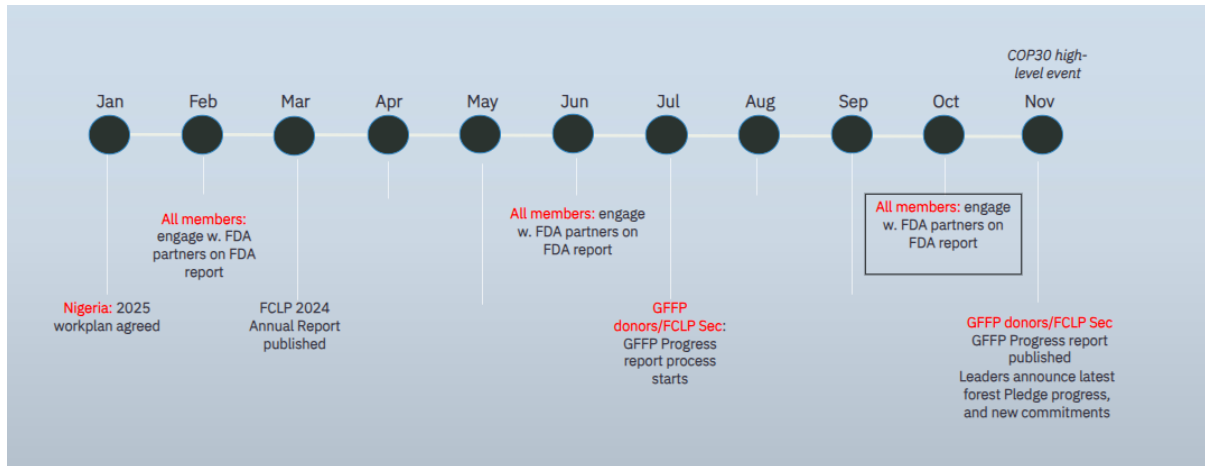 COP30 high-
level event
Jan Feb Mar Apr May Jun Jul Aug Sep Oct Nov
All members:
engage w. FDA
partners on FDA
report
All members: engage
w. FDA partners on
FDA report
All members: engage
w. FDA partners on
FDA report
Nigeria: 2025
workplan agreed
FCLP 2024
Annual Report
published
GFFP
donors/FCLP Sec:
GFFP Progress
report process
starts
GFFP donors/FCLP Sec
GFFP Progress report
published
Leaders announce latest
forest Pledge progress,
and new commitments